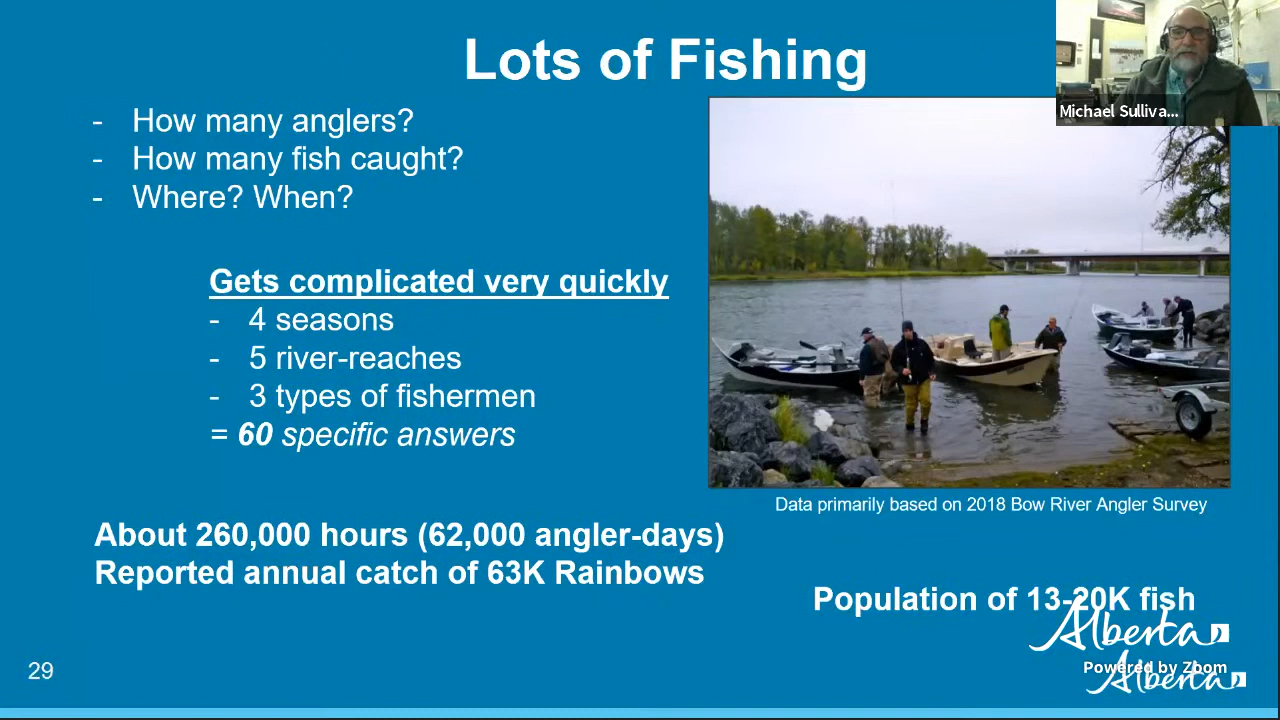 Lots of Fishing
- How many anglers?
- How many fish caught?
- Where? When?
Michael Sulliva...
Gets complicated very quickly
- 4 seasons
- 5 river-reaches
- 3 types of fishermen
= 60 specific answers
Data primarily based on 2018 Bow River Angler Survey
About 260,000 hours (62,000 angler-days)
Reported annual catch of 63K Rainbows
Population of 13-20K fish
Alberta
Powered by Zoom
Alberta
29